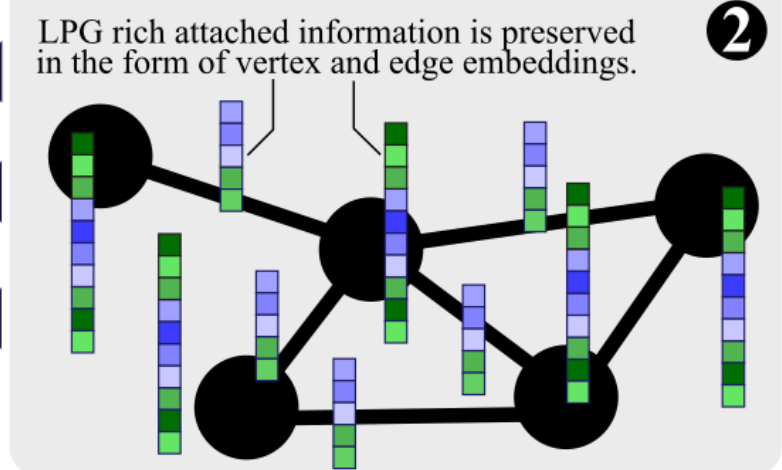 LPG rich attached information is preserved
in the form of vertex and edge embeddings.
2